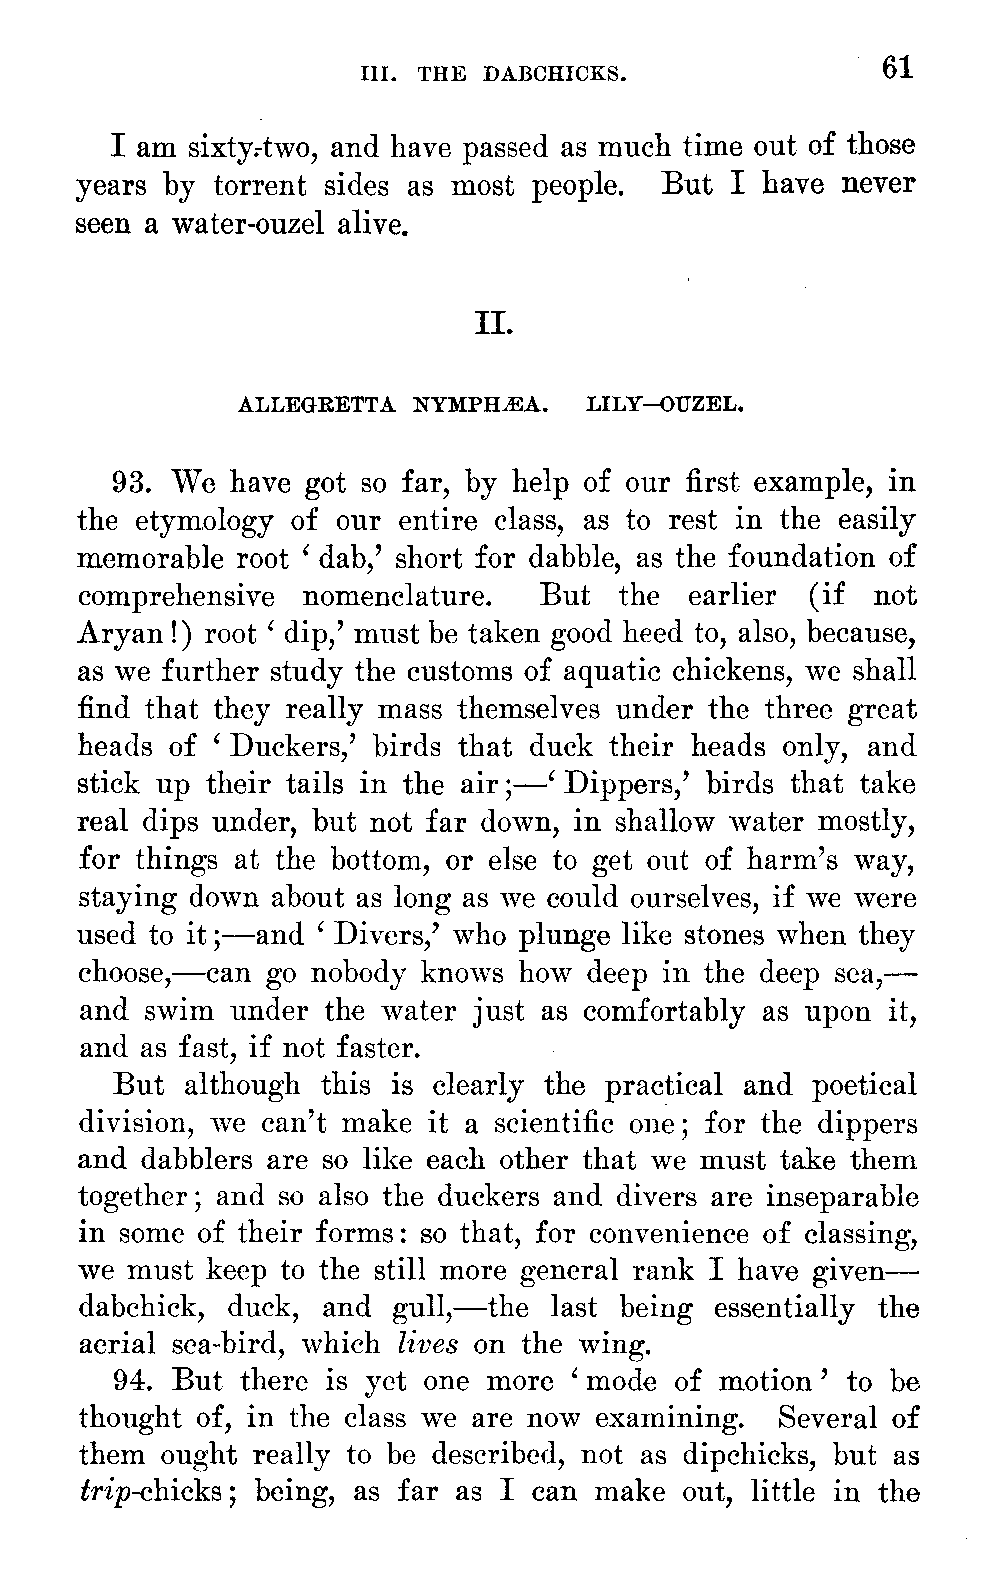 III. THE DABCHICKS. 61
I am sixty-two, and have passed as much time out of those
years by torrent sides as most people. But I have never
seen a water-ouzel alive.
II.
ALLEGRETTA NYMPHÆA. LILY—OUZEL.
93. We have got so far, by help of our first example, in
the etymology of our entire class, as to rest in the easily
memorable root ‘ dab,’ short for dabble, as the foundation of
comprehensive nomenclature. But the earlier (if not
Aryan !) root ‘ dip,’ must be taken good heed to, also, because,
as we further study the customs of aquatic chickens, we shall
find that they really mass themselves under the three great
heads of ‘ Duckers,’ birds that duck their heads only, and
stick up their tails in the air ;—‘ Dippers,’ birds that take
real dips under, but not far down, in shallow water mostly,
for things at the bottom, or else to get out of harm’s way,
staying down about as long as we could ourselves, if we were
used to it ;—and ‘ Divers,’ who plunge like stones when they
choose,—can go nobody knows how deep in the deep sea,—
and swim under the water just as comfortably as upon it,
and as fast, if not faster.
But although this is clearly the practical and poetical
division, we can’t make it a scientific one ; for the dippers
and dabblers are so like each other that we must take them
together ; and so also the duckers and divers are inseparable
in some of their forms : so that, for convenience of classing,
we must keep to the still more general rank I have given—
dabchick, duck, and gull,—the last being essentially the
aerial sea-bird, which lives on the wing.
94. But there is yet one more ‘ mode of motion ’ to be
thought of, in the class we are now examining. Several of
them ought really to be described, not as dipchicks, but as
trip-chicks ; being, as far as I can make out, little in the